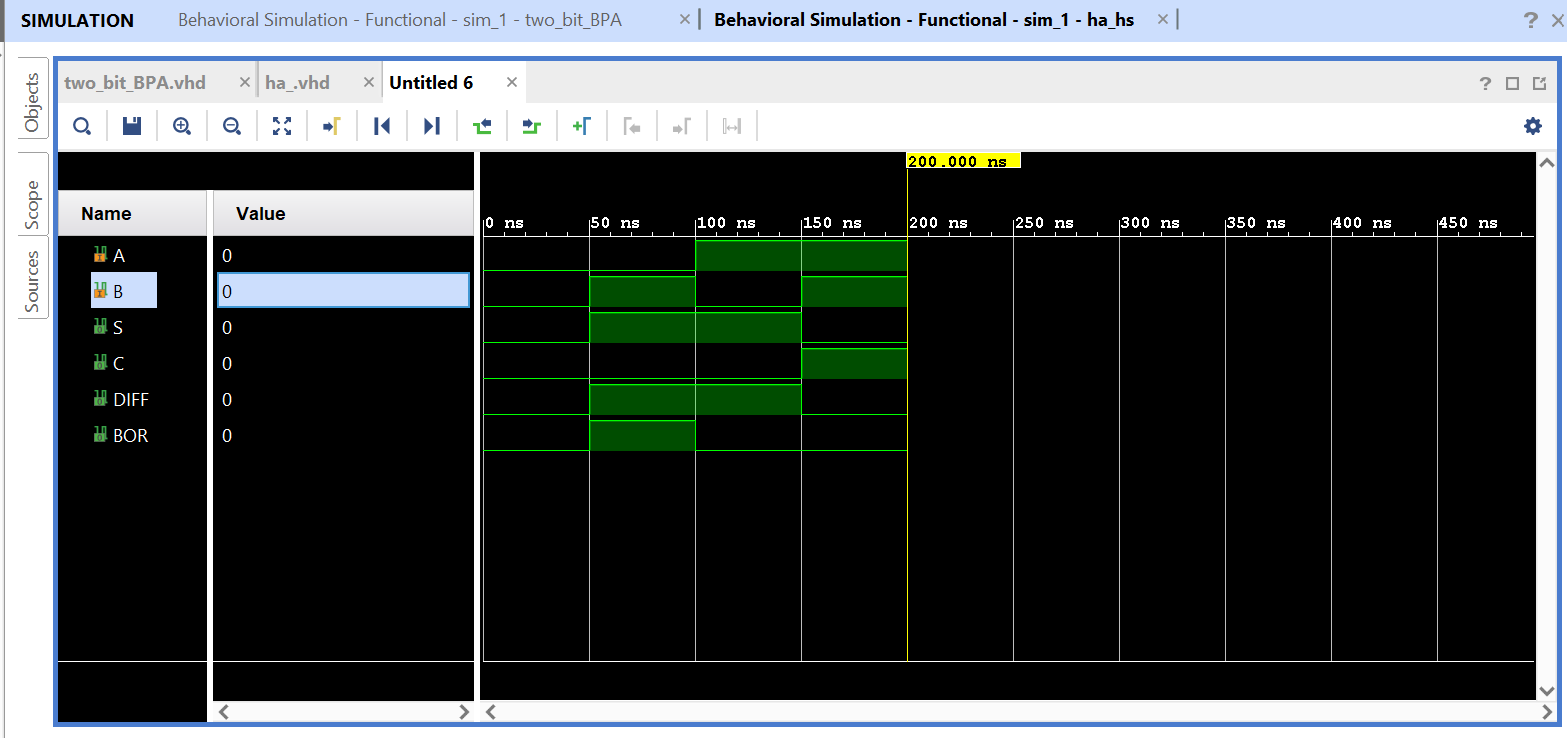 SIMULATION Behavioral Simulation - Functional - sim_1 - two_bit_BPA Behavioral Simulation - Functional - sim_1 - ha_hs
Objects
Scope
Sources
two_bit_BPA.vhd ha_.vhd Untitled 6
200.000 ns
Name Value
0 ns 50 ns 100 ns 150 ns 200 ns 250 ns 300 ns 350 ns 400 ns 450 ns
A 0
B 0
S 0
C 0
DIFF 0
BOR 0